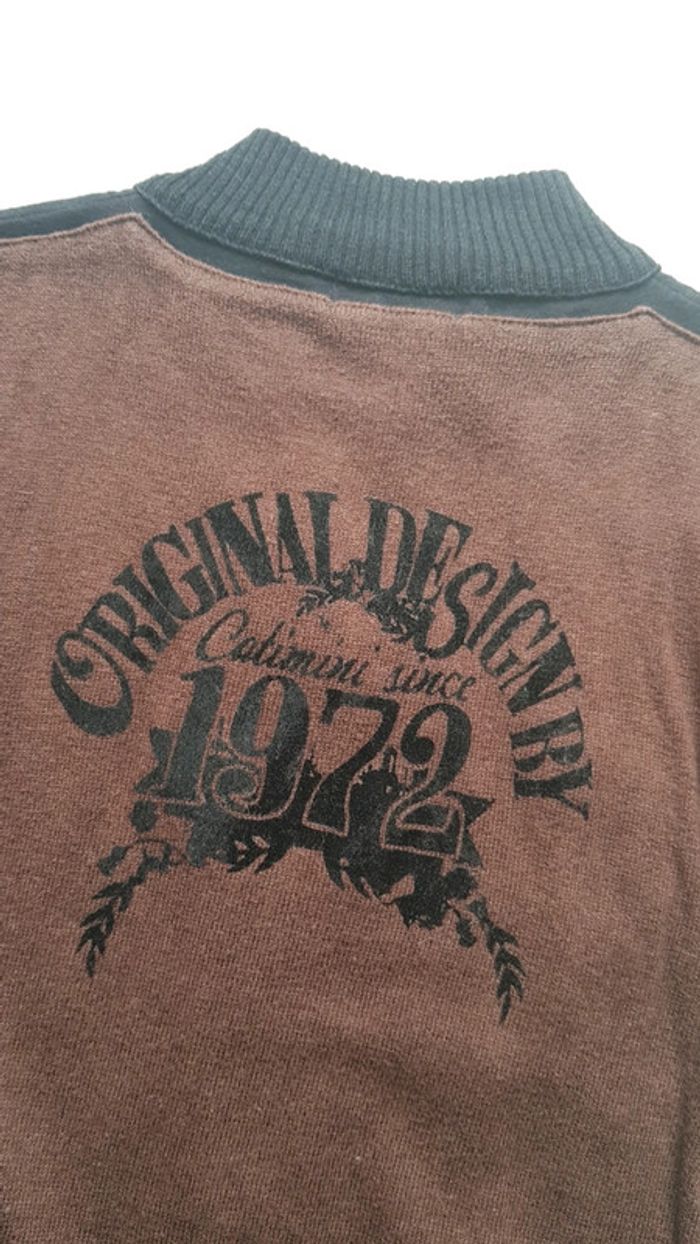 ORIGINAL DESIGN BY
Catimini since
1972